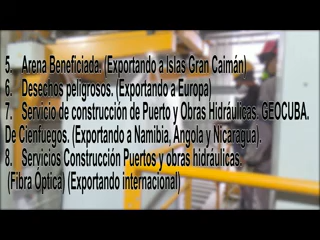 5. Arena Beneficiada. (Exportando a Islas Gran Caimán)
6. Desechos peligrosos. (Exportando a Europa)
7. Servicio de construcción de Puerto y Obras Hidráulicas. GEOCUBA.
De Cienfuegos. (Exportando a Namibia, Angola y Nicaragua).
8. Servicios Construcción Puertos y obras hidráulicas.
(Fibra Óptica) (Exportando internacional)